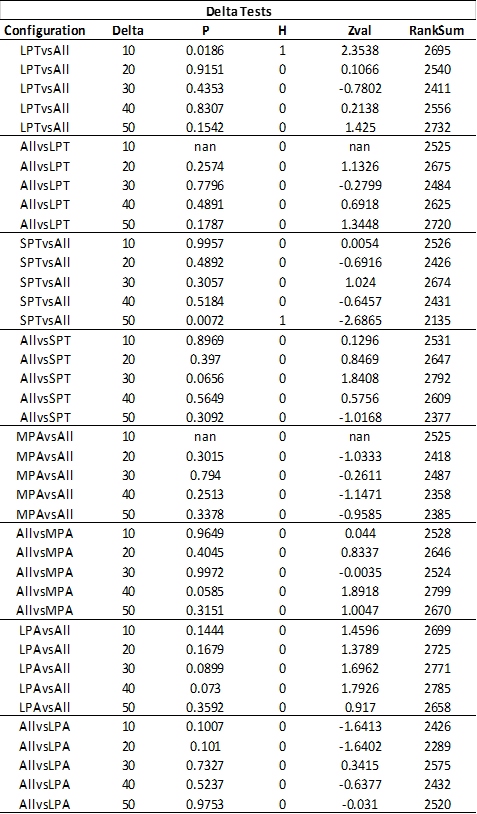 Delta Tests
Configuration Delta P H Zval RankSum
LPTvsAll 10 0.0186 1 2.3538 2695
LPTvsAll 20 0.9151 0 0.1066 2540
LPTvsAll 30 0.4353 0 -0.7802 2411
LPTvsAll 40 0.8307 0 0.2138 2556
LPTvsAll 50 0.1542 0 1.425 2732
AllvsLPT 10 nan 0 nan 2525
AllvsLPT 20 0.2574 0 1.1326 2675
AllvsLPT 30 0.7796 0 -0.2799 2484
AllvsLPT 40 0.4891 0 0.6918 2625
AllvsLPT 50 0.1787 0 1.3448 2720
SPTvsAll 10 0.9957 0 0.0054 2526
SPTvsAll 20 0.4892 0 -0.6916 2426
SPTvsAll 30 0.3057 0 1.024 2674
SPTvsAll 40 0.5184 0 -0.6457 2431
SPTvsAll 50 0.0072 1 -2.6865 2135
AllvsSPT 10 0.8969 0 0.1296 2531
AllvsSPT 20 0.397 0 0.8469 2647
AllvsSPT 30 0.0656 0 1.8408 2792
AllvsSPT 40 0.5649 0 0.5756 2609
AllvsSPT 50 0.3092 0 -1.0168 2377
MPAvsAll 10 nan 0 nan 2525
MPAvsAll 20 0.3015 0 -1.0333 2418
MPAvsAll 30 0.794 0 -0.2611 2487
MPAvsAll 40 0.2513 0 -1.1471 2358
MPAvsAll 50 0.3378 0 -0.9585 2385
AllvsMPA 10 0.9649 0 0.044 2528
AllvsMPA 20 0.4045 0 0.8337 2646
AllvsMPA 30 0.9972 0 -0.0035 2524
AllvsMPA 40 0.0585 0 1.8918 2799
AllvsMPA 50 0.3151 0 1.0047 2670
LPAvsAll 10 0.1444 0 1.4596 2699
LPAvsAll 20 0.1679 0 1.3789 2725
LPAvsAll 30 0.0899 0 1.6962 2771
LPAvsAll 40 0.073 0 1.7926 2785
LPAvsAll 50 0.3592 0 0.917 2658
AllvsLPA 10 0.1007 0 -1.6413 2426
AllvsLPA 20 0.101 0 -1.6402 2289
AllvsLPA 30 0.7327 0 0.3415 2575
AllvsLPA 40 0.5237 0 -0.6377 2432
AllvsLPA 50 0.9753 0 -0.031 2520